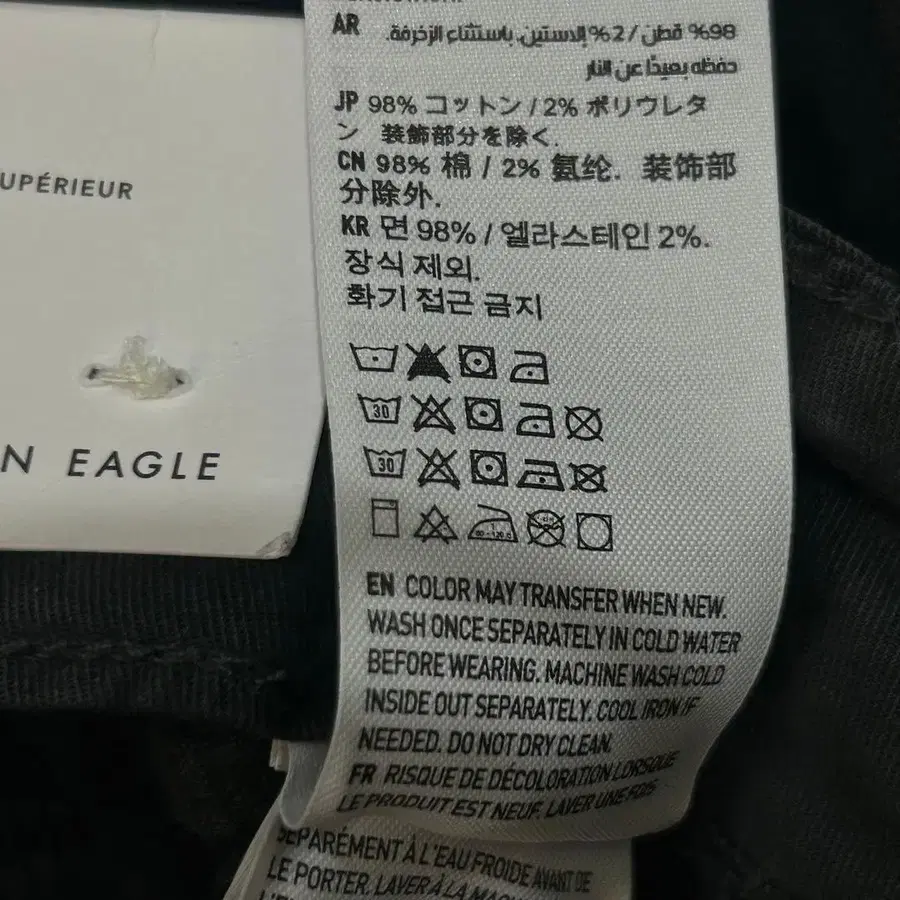 UPÉRIEUR
N EAGLE
AR 98% قطن / 2% إلاستين، باستثناء الزخرفة.
حفظه بعيدًا عن النار
JP 98% コットン / 2% ポリウレタ
ン 装飾部分を除く.
CN 98% 棉 / 2% 氨纶. 装饰部
分除外.
KR 면 98% / 엘라스테인 2%.
장식 제외.
화기 접근 금지
30
30
EN COLOR MAY TRANSFER WHEN NEW.
WASH ONCE SEPARATELY IN COLD WATER
BEFORE WEARING. MACHINE WASH COLD
INSIDE OUT SEPARATELY. COOL IRON IF
NEEDED. DO NOT DRY CLEAN.
FR RISQUE DE DÉCOLORATION LORSQUE
LE PRODUIT EST NEUF. LAVER UNE FOIS
SÉPARÉMENT À L'EAU FROIDE AVANT DE
LE PORTER. LAVER À LA